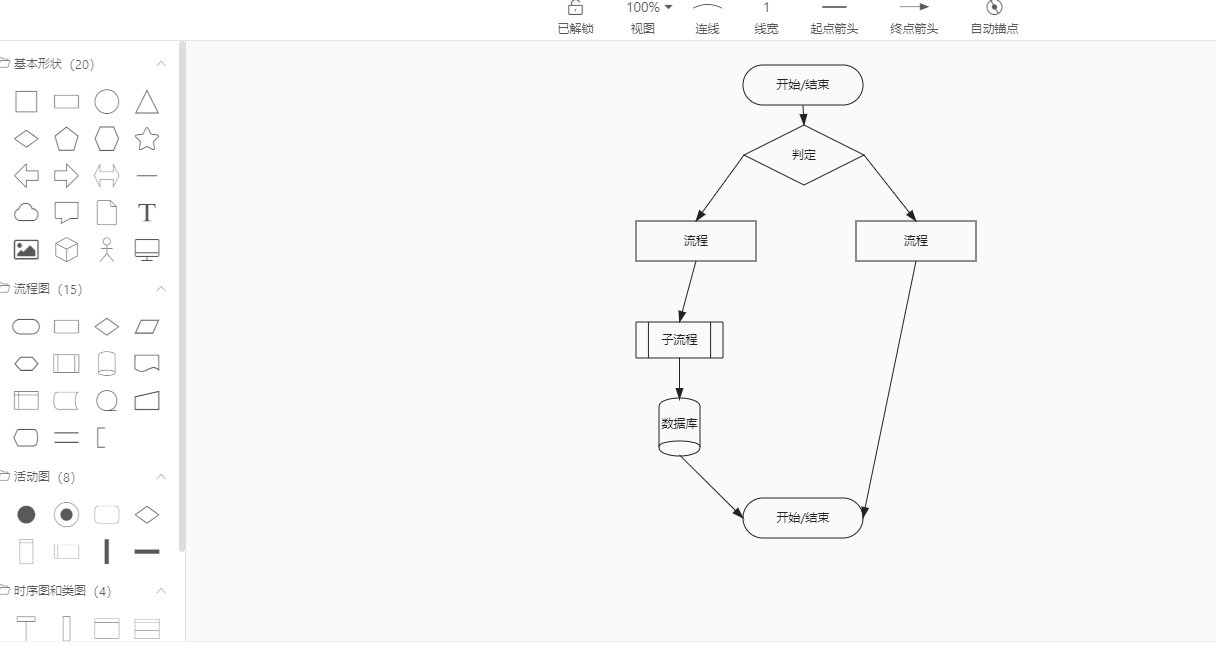 100%
1
已解锁
视图
连线
线宽
起点箭头
终点箭头
自动锚点
基本形状 (20)
T
流程图 (15)
活动图 (8)
时序图和类图 (4)
开始/结束
判定
流程
流程
子流程
数据库
开始/结束